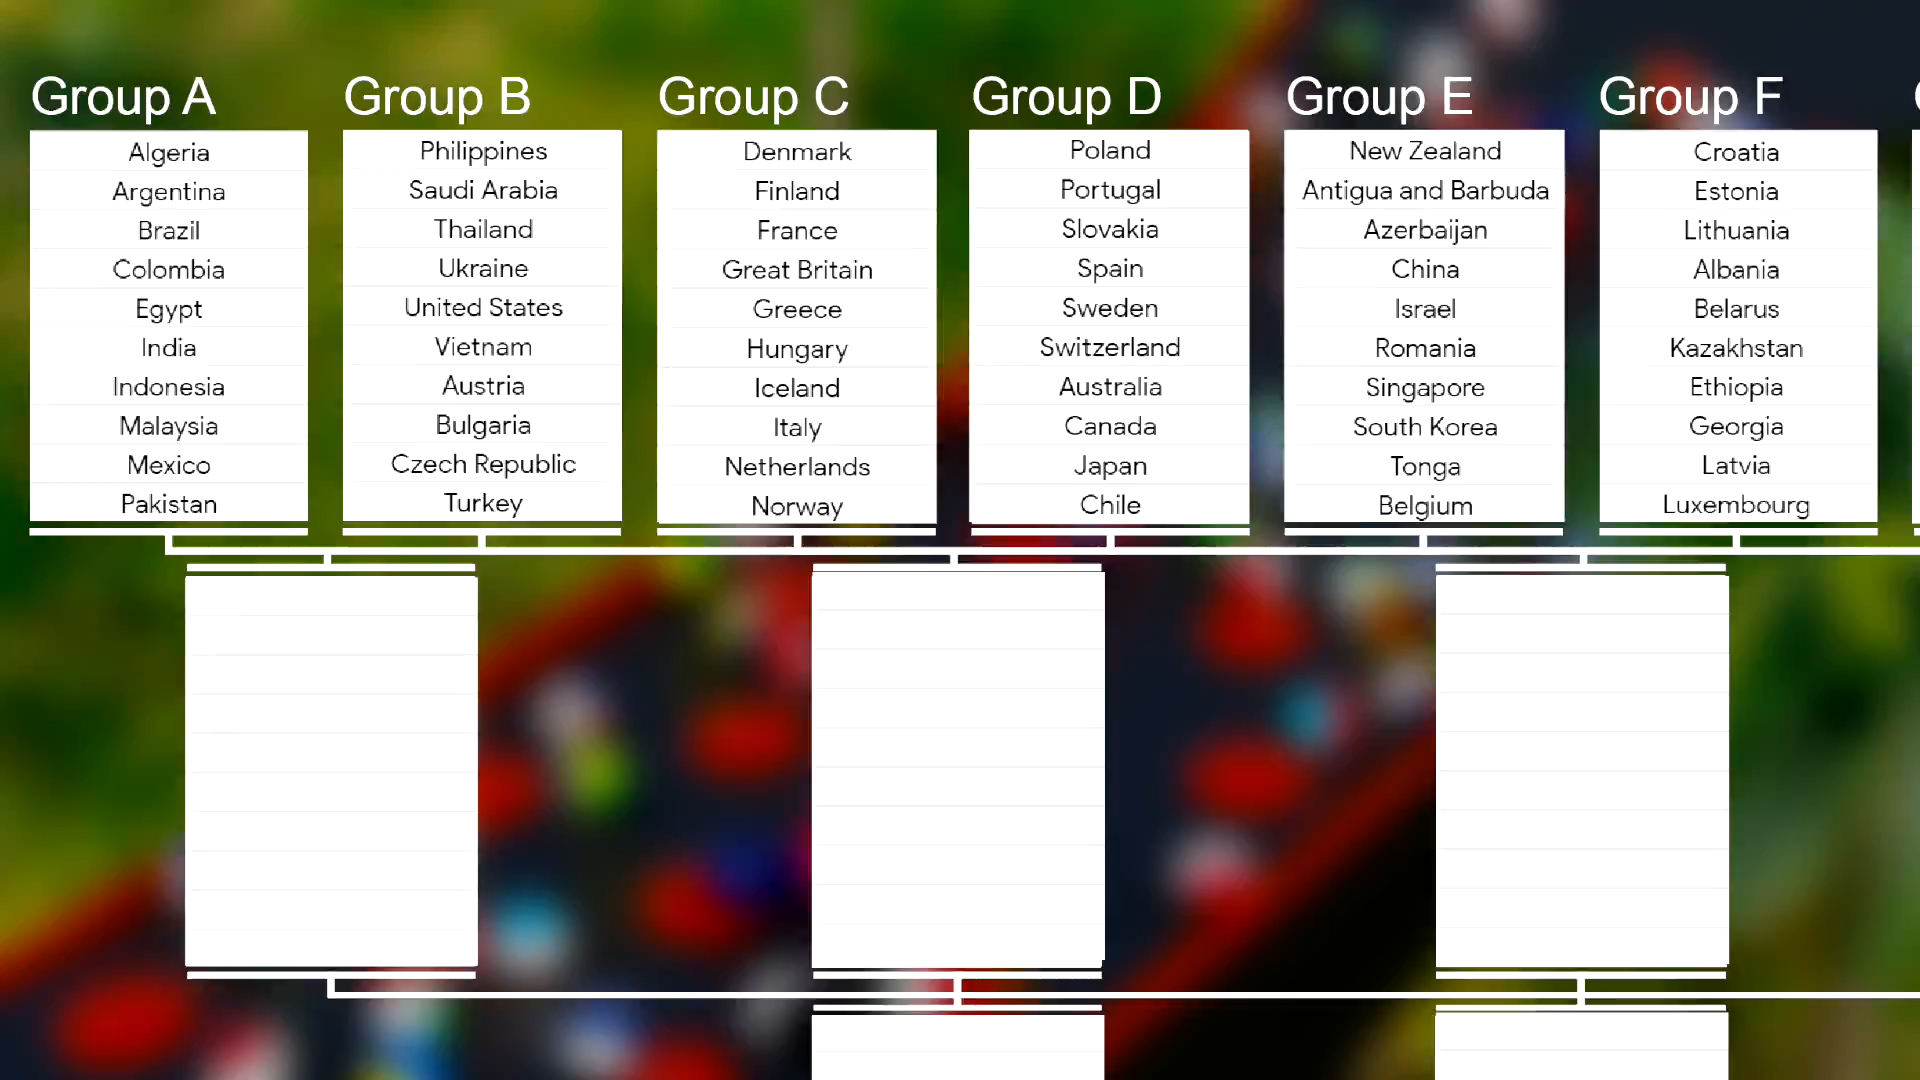 Group A
Algeria
Argentina
Brazil
Colombia
Egypt
India
Indonesia
Malaysia
Mexico
Pakistan
Group B
Philippines
Saudi Arabia
Thailand
Ukraine
United States
Vietnam
Austria
Bulgaria
Czech Republic
Turkey
Group C
Denmark
Finland
France
Great Britain
Greece
Hungary
Iceland
Italy
Netherlands
Norway
Group D
Poland
Portugal
Slovakia
Spain
Sweden
Switzerland
Australia
Canada
Japan
Chile
Group E
New Zealand
Antigua and Barbuda
Azerbaijan
China
Israel
Romania
Singapore
South Korea
Tonga
Belgium
Group F
Croatia
Estonia
Lithuania
Albania
Belarus
Kazakhstan
Ethiopia
Georgia
Latvia
Luxembourg